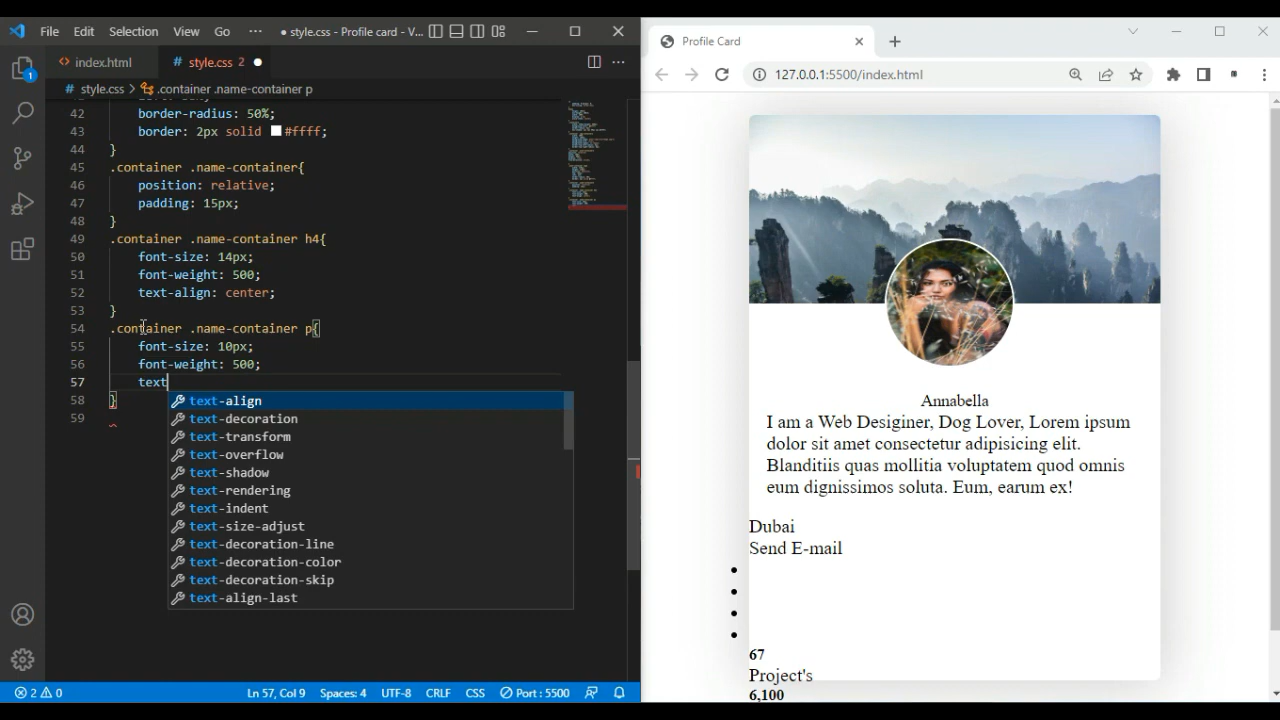 File Edit Selection View Go ··· ● style.css - Profile card - V...
index.html
# style.css 2 ●
# style.css > .container .name-container p
42 border-radius: 50%;
43 border: 2px solid #ffff;
44 }
45 .container .name-container{
46 position: relative;
47 padding: 15px;
48 }
49 .container .name-container h4{
50 font-size: 14px;
51 font-weight: 500;
52 text-align: center;
53 }
54 .container .name-container p{
55 font-size: 10px;
56 font-weight: 500;
57 text
58 }
59
text-align
text-decoration
text-transform
text-overflow
text-shadow
text-rendering
text-indent
text-size-adjust
text-decoration-line
text-decoration-color
text-decoration-skip
text-align-last
1
2 0 Ln 57, Col 9 Spaces: 4 UTF-8 CRLF CSS Port : 5500
Profile Card
127.0.0.1:5500/index.html
Annabella
I am a Web Desiginer, Dog Lover, Lorem ipsum
dolor sit amet consectetur adipisicing elit.
Blanditiis quas mollitia voluptatem quod omnis
eum dignissimos soluta. Eum, earum ex!
Dubai
Send E-mail
67
Project's
6,100